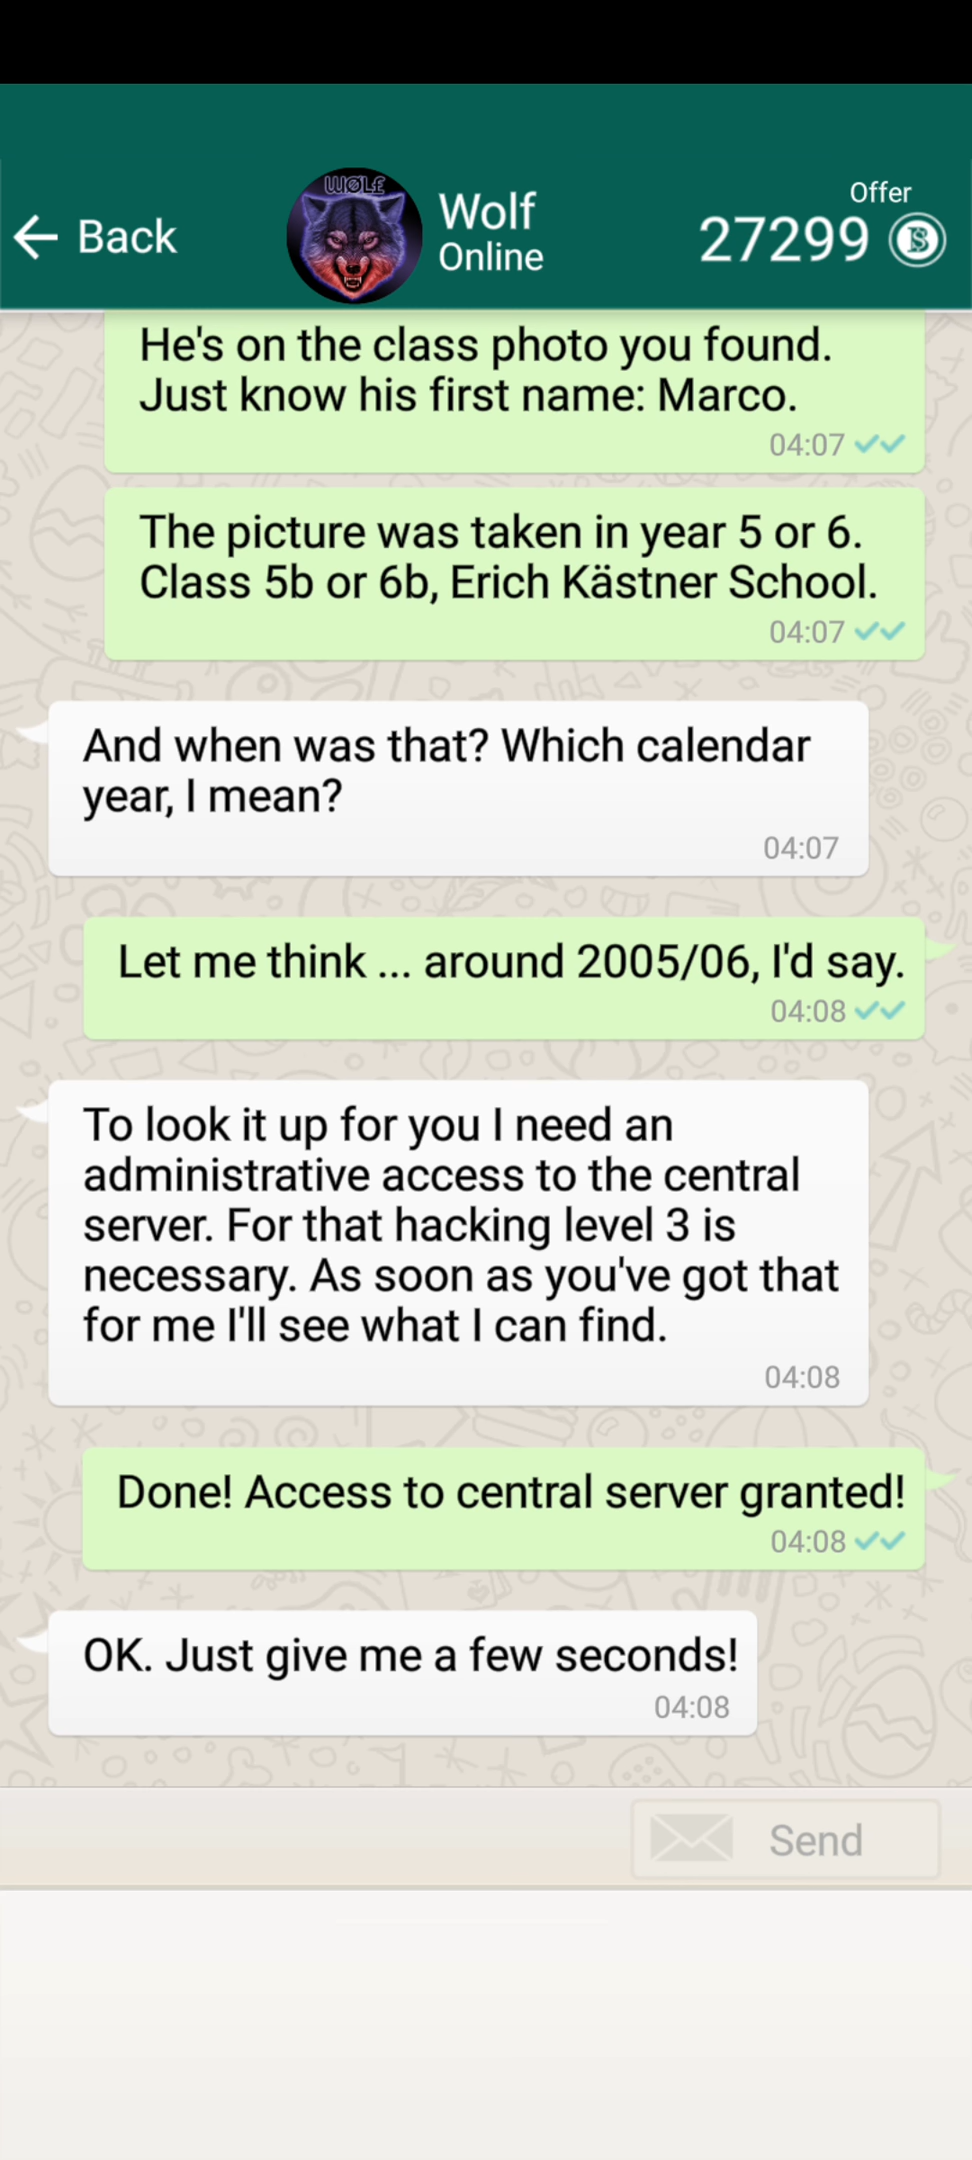 Offer
Back
WØLF
Wolf
Online
27299
He's on the class photo you found.
Just know his first name: Marco.
04:07
The picture was taken in year 5 or 6.
Class 5b or 6b, Erich Kästner School.
04:07
And when was that? Which calendar
year, I mean?
04:07
Let me think ... around 2005/06, I'd say.
04:08
To look it up for you I need an
administrative access to the central
server. For that hacking level 3 is
necessary. As soon as you've got that
for me I'll see what I can find.
04:08
Done! Access to central server granted!
04:08
OK. Just give me a few seconds!
04:08
Send